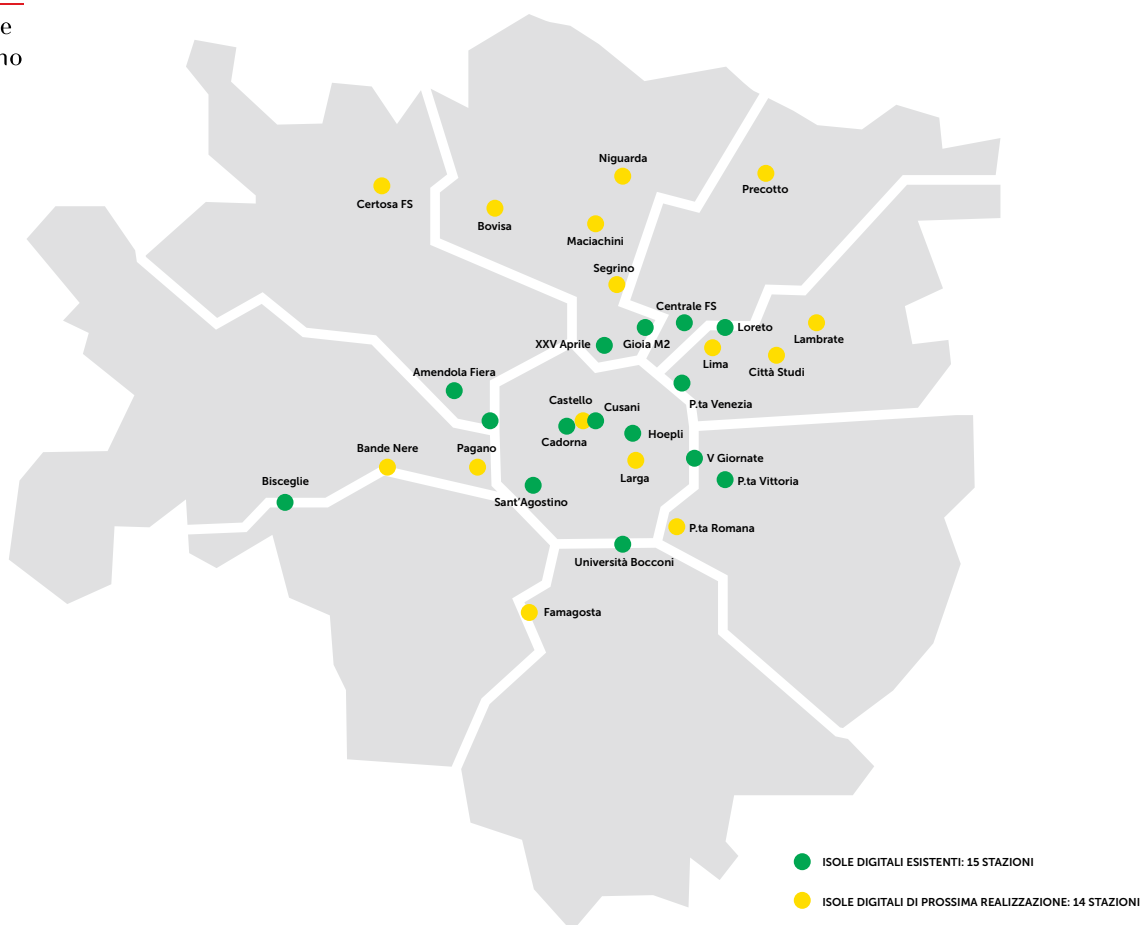 e
no
Niguarda
Precotto
Certosa FS
Bovisa
Maciachini
Segrino
Centrale FS
Loreto
XXV Aprile
Gioia M2
Lambrate
Lima
Città Studi
Amendola Fiera
Castello
P.ta Venezia
Cusani
Cadorna
Hoepli
Bande Nere
Pagano
V Giornate
Larga
Bisceglie
P.ta Vittoria
Sant'Agostino
P.ta Romana
Università Bocconi
Famagosta
ISOLE DIGITALI ESISTENTI: 15 STAZIONI
ISOLE DIGITALI DI PROSSIMA REALIZZAZIONE: 14 STAZIONI